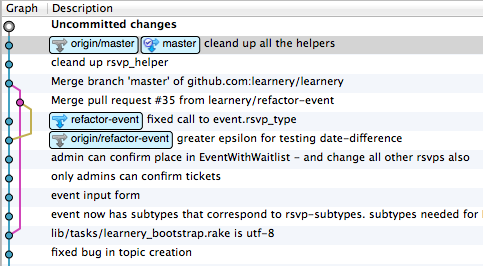 Graph Description
Uncommitted changes
origin/master master cleand up all the helpers
cleand up rsvp_helper
Merge branch 'master' of github.com:learnery/learnery
Merge pull request #35 from learnery/refactor-event
refactor-event fixed call to event.rsvp_type
origin/refactor-event greater epsilon for testing date-difference
admin can confirm place in EventWithWaitlist - and change all other rsvps also
only admins can confirm tickets
event input form
event now has subtypes that correspond to rsvp-subtypes. subtypes needed for
lib/tasks/learnery_bootstrap.rake is utf-8
fixed bug in topic creation